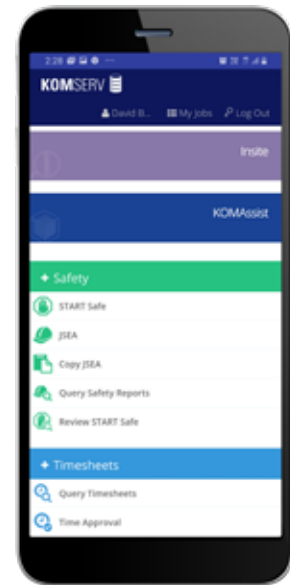 2:28
KOMSERV
David B... My Jobs Log Out
Insite
KOMAssist
+ Safety
START Safe
JSEA
Copy JSEA
Query Safety Reports
Review START Safe
+ Timesheets
Query Timesheets
Time Approval